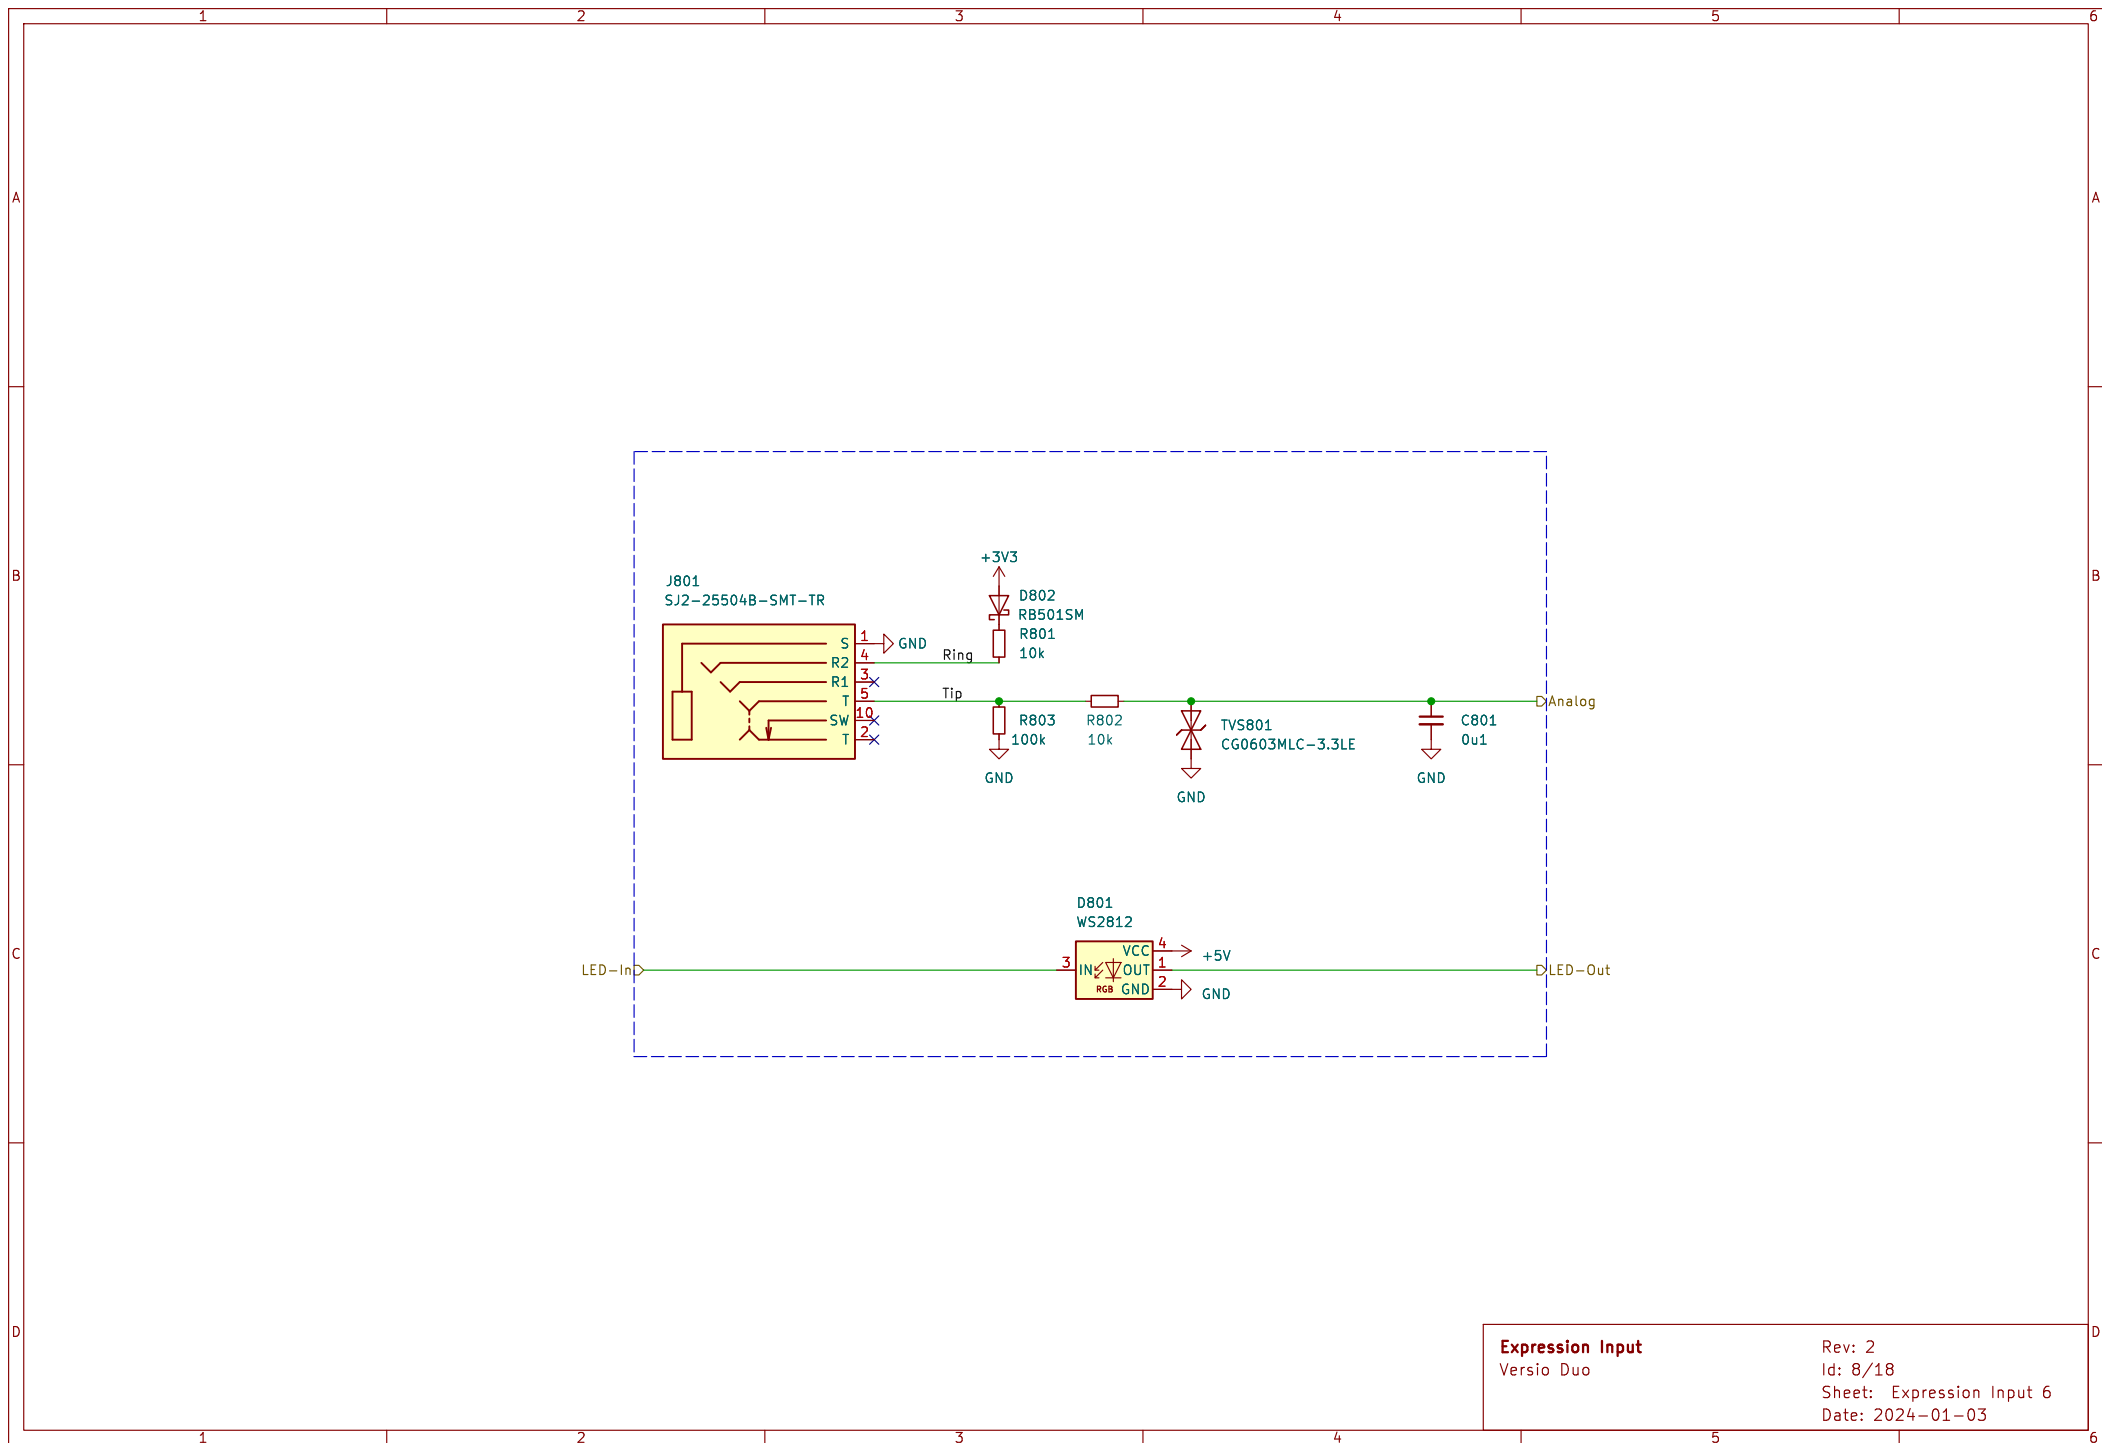 1 2 3 4 5 6
A A
B B
C C
D D
+3V3
J801
SJ2-25504B-SMT-TR
D802
RB501SM
R801
10k
S 1 GND
R2 4 Ring
R1 3
T 5 Tip
SW 10
T 2
R803
100k
GND
R802
10k
TVS801
CG0603MLC-3.3LE
GND
C801
0u1
GND
Analog
D801
WS2812
VCC 4 +5V
LED-In 3 IN OUT 1 LED-Out
RGB GND 2 GND
Expression Input
Versio Duo
Rev: 2
Id: 8/18
Sheet: Expression Input 6
Date: 2024-01-03
1 2 3 4 5 6